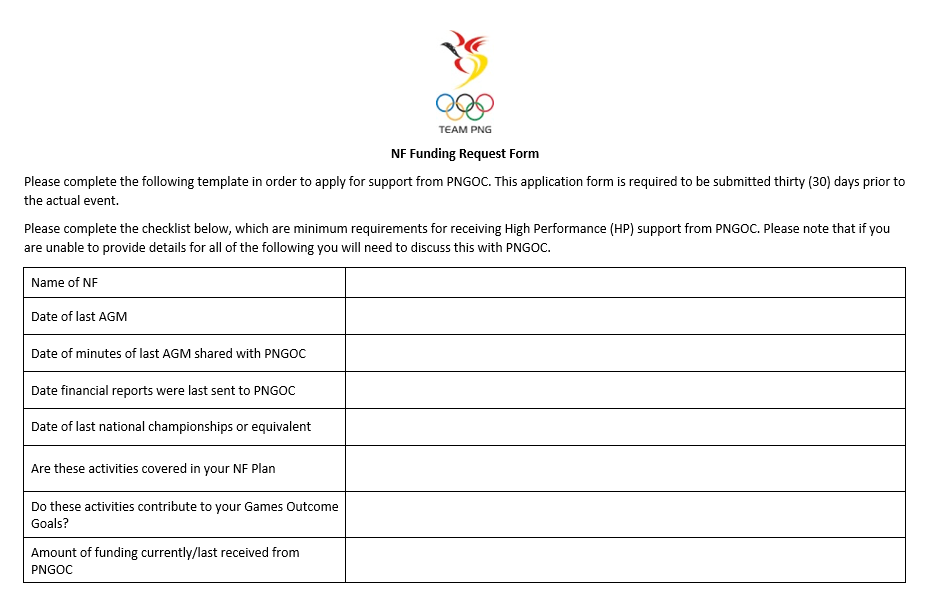 TEAM PNG
NF Funding Request Form
Please complete the following template in order to apply for support from PNGOC. This application form is required to be submitted thirty (30) days prior to
the actual event.
Please complete the checklist below, which are minimum requirements for receiving High Performance (HP) support from PNGOC. Please note that if you
are unable to provide details for all of the following you will need to discuss this with PNGOC.
Name of NF
Date of last AGM
Date of minutes of last AGM shared with PNGOC
Date financial reports were last sent to PNGOC
Date of last national championships or equivalent
Are these activities covered in your NF Plan
Do these activities contribute to your Games Outcome
Goals?
Amount of funding currently/last received from
PNGOC